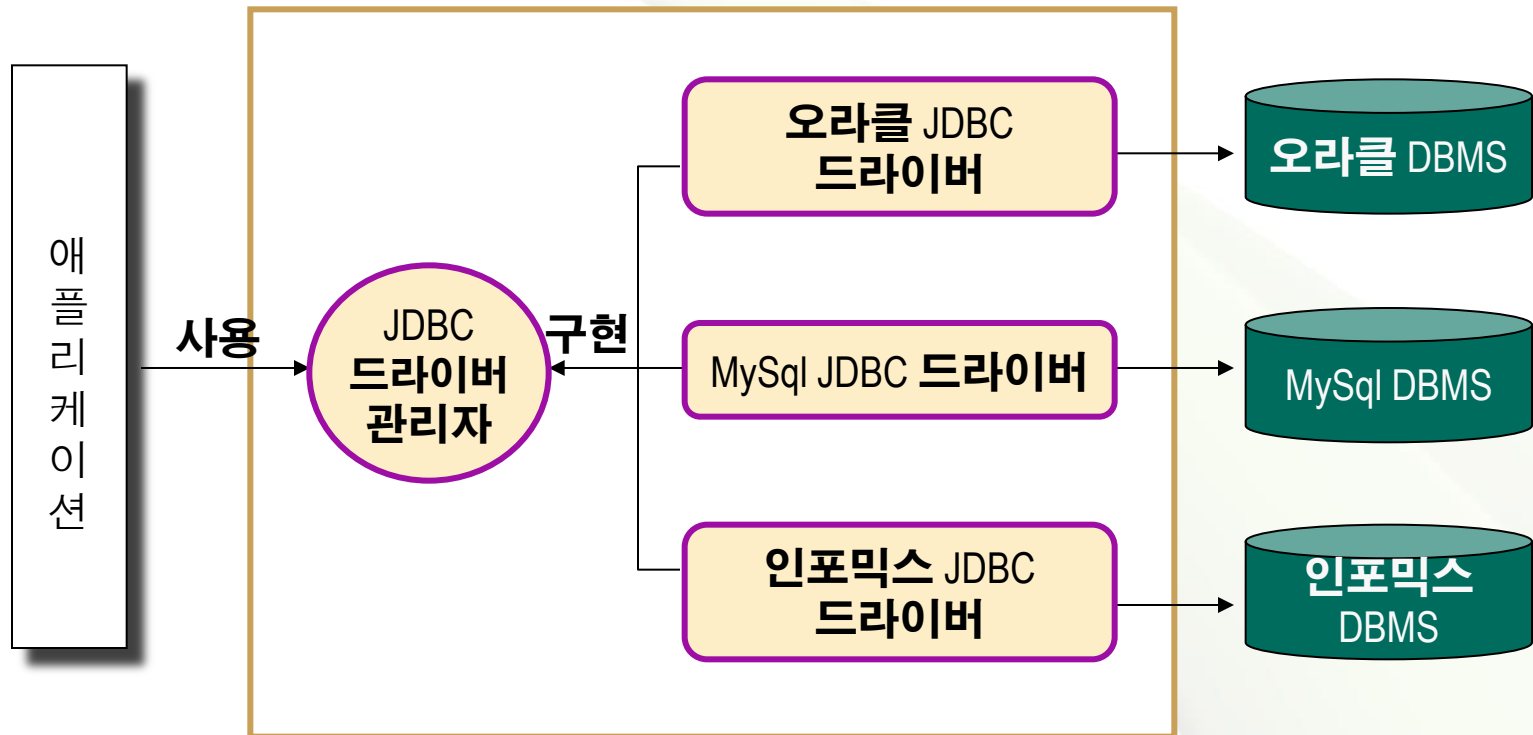 애
플
리
케
이
션
사용
JDBC
드라이버
관리자
구현
오라클 JDBC
드라이버
MySql JDBC 드라이버
인포믹스 JDBC
드라이버
오라클 DBMS
MySql DBMS
인포믹스
DBMS